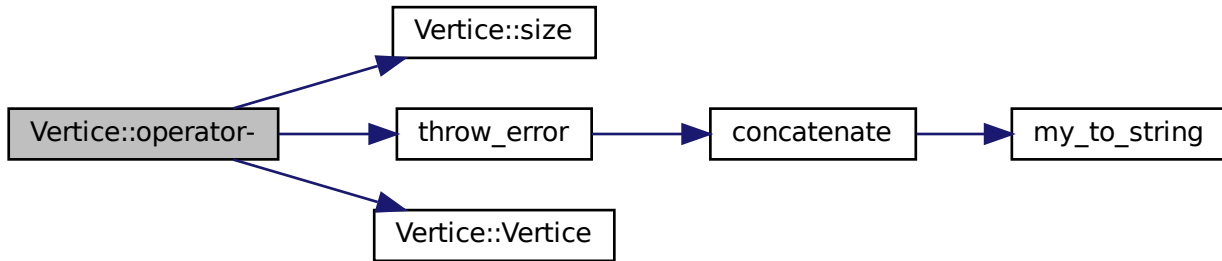 Vertice::size
Vertice::operator-
throw_error
concatenate
my_to_string
Vertice::Vertice